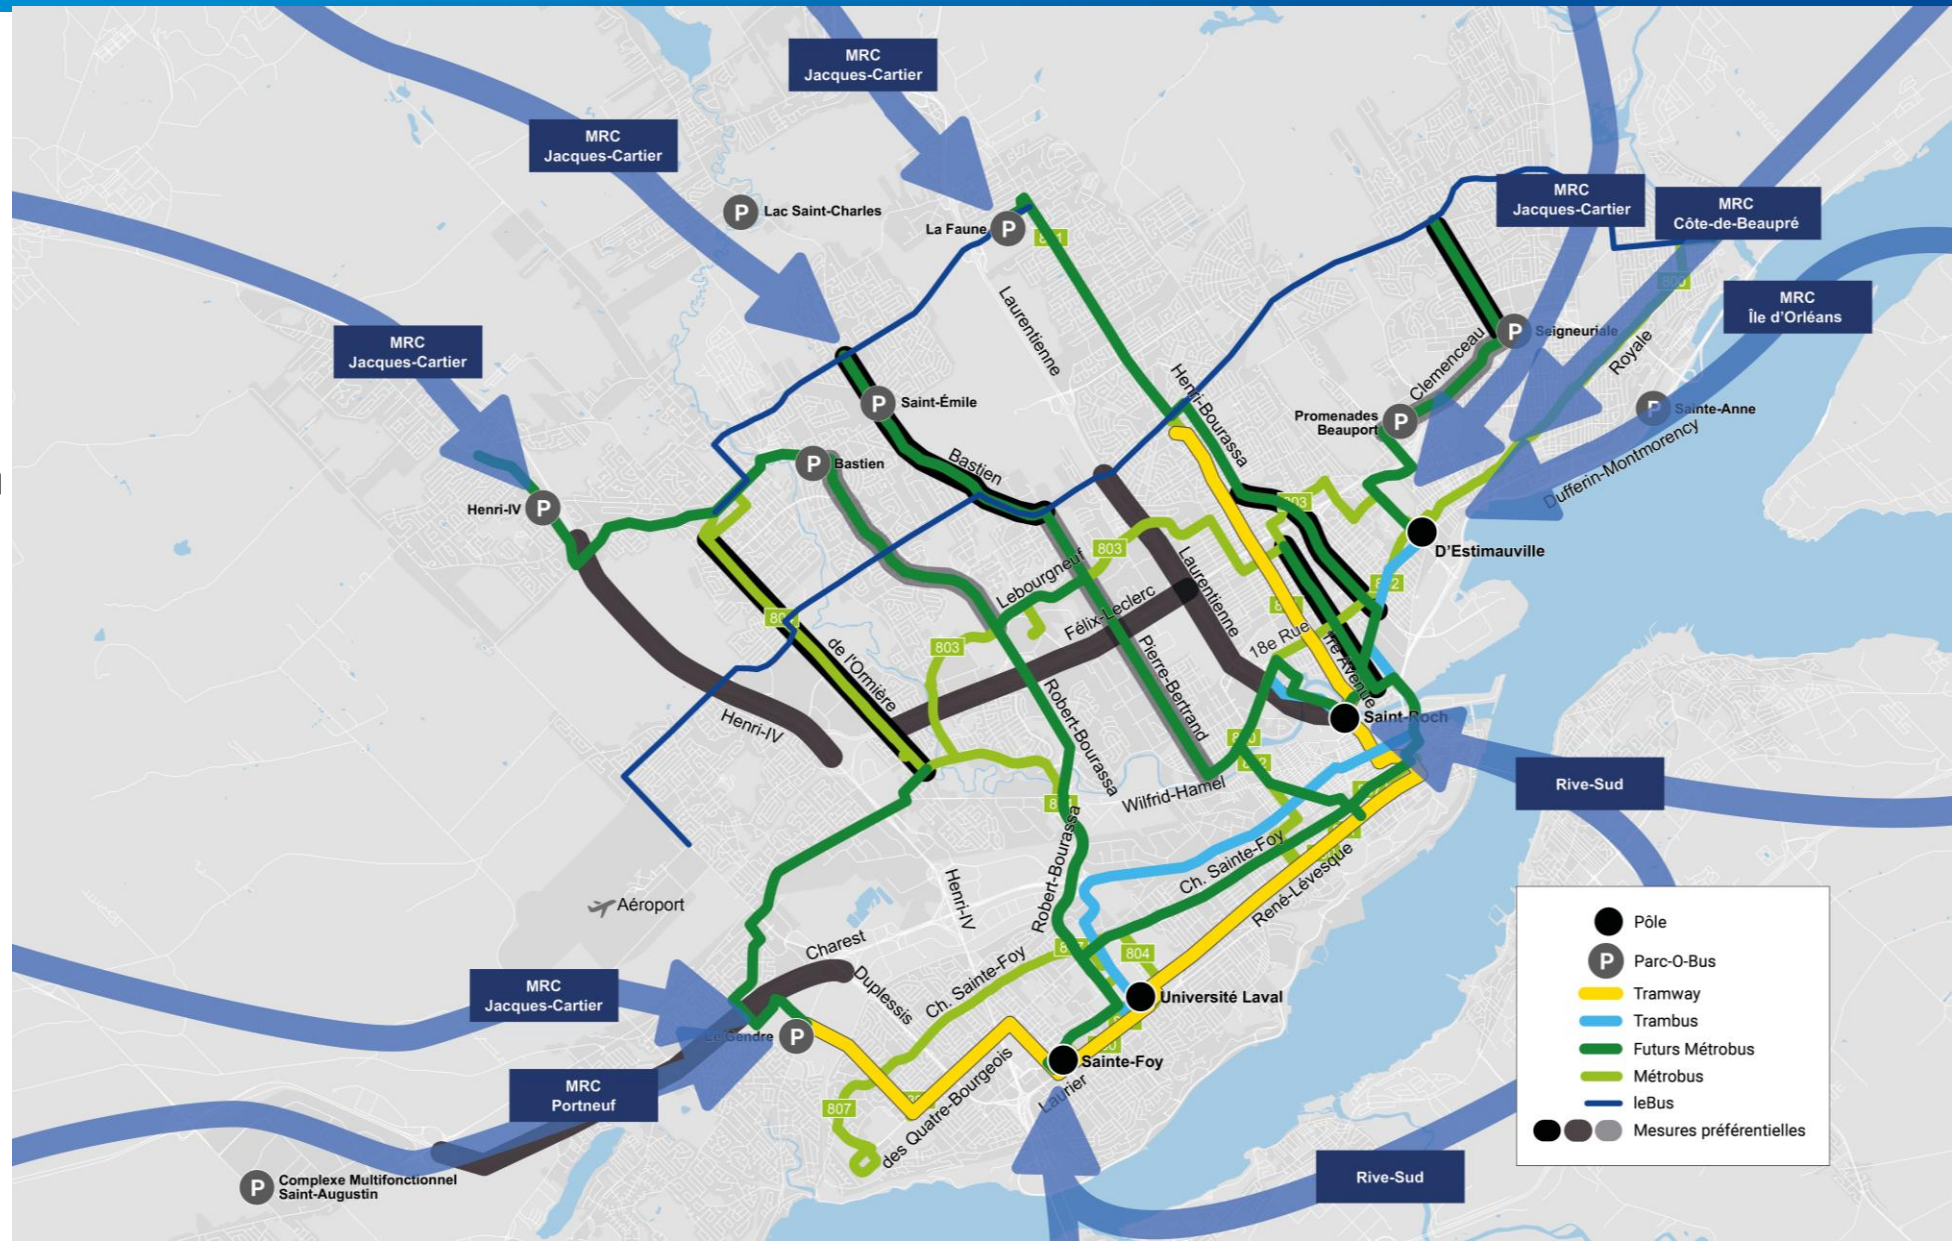 MRC
Jacques-Cartier
MRC
Jacques-Cartier
MRC
Jacques-Cartier
MRC
Côte-de-Beaupré
Lac Saint-Charles
La Faune
801
800
MRC
Île d'Orléans
MRC
Jacques-Cartier
Laurentienne
Seigneuriale
Royale
Clemenceau
Henri-Bourassa
Saint-Émile
Promenades
Beauport
Sainte-Anne
Bastien
Bastien
Dufferin-Montmorency
Henri-IV
803
D'Estimauville
803
Lebourgneuf
Laurentienne
Félix-Leclerc
18e Rue
1re Avenue
803
de l'Ormière
Pierre-Bertrand
Robert-Bourassa
Henri-IV
Saint-Roch
Wilfrid-Hamel
Rive-Sud
Robert-Bourassa
Ch. Sainte-Foy
René-Lévesque
Henri-IV
Aéroport
Charest
Duplessis
Ch. Sainte-Foy
804
Université Laval
MRC
Jacques-Cartier
Le Gendre
Sainte-Foy
Laurier
des Quatre-Bourgeois
807
MRC
Portneuf
Complexe Multifonctionnel
Saint-Augustin
Rive-Sud
Pôle
P Parc-O-Bus
Tramway
Trambus
Futurs Métrobus
Métrobus
leBus
Mesures préférentielles